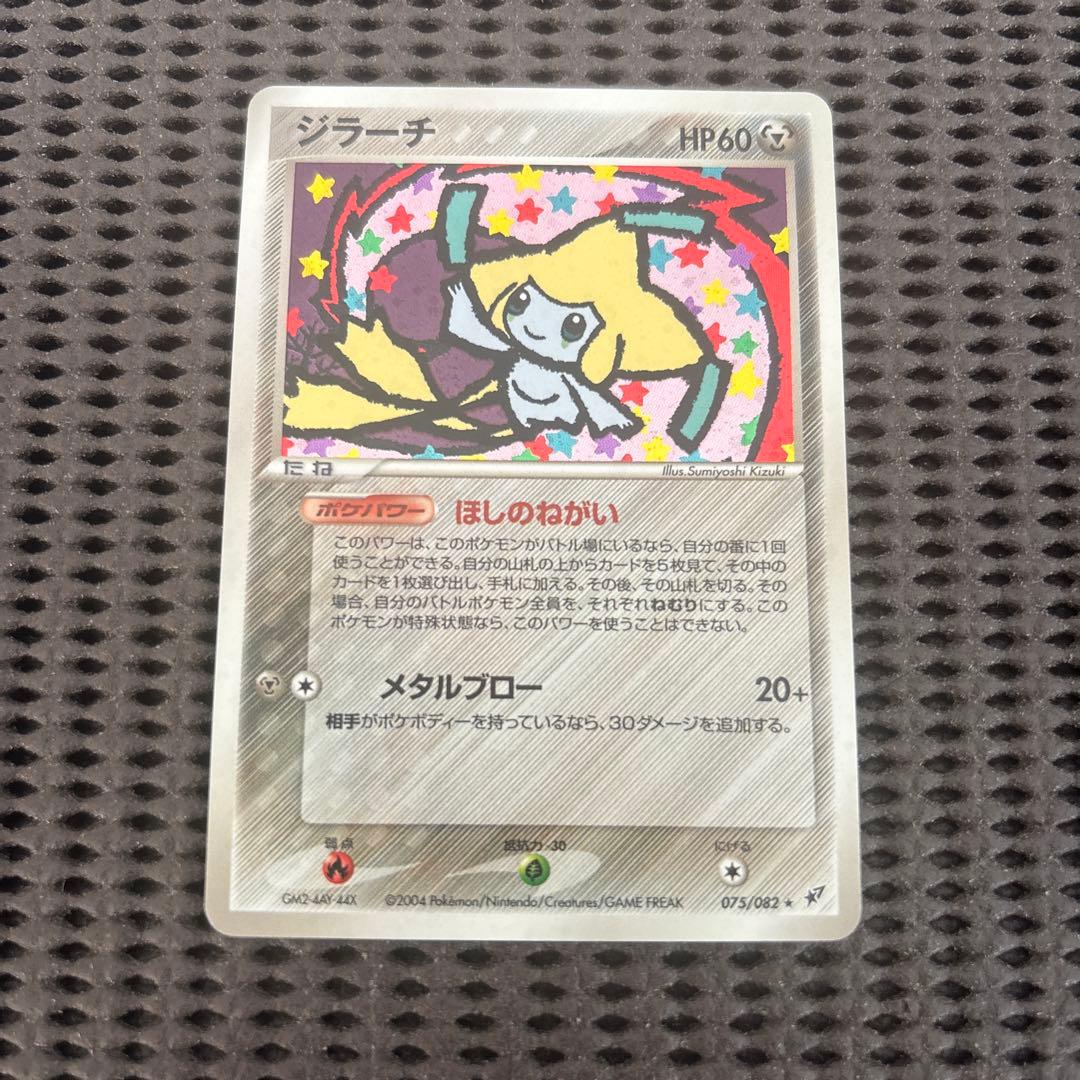 ジラーチ HP60
たね Illus.Sumiyoshi Kizuki
ポケパワー ほしのねがい
このパワーは、このポケモンがバトル場にいるなら、自分の番に1回
使うことができる。自分の山札の上からカードを5枚見て、その中の
カードを1枚選び出し、手札に加える。その後、その山札を切る。その
場合、自分のバトルポケモン全員を、それぞれねむりにする。この
ポケモンが特殊状態なら、このパワーを使うことはできない。
メタルブロー 20+
相手がポケボディーを持っているなら、30ダメージを追加する。
弱点 抵抗力 -30 にげる
GM2-4AY-44X ©2004 Pokémon/Nintendo/Creatures/GAME FREAK 075/082 ★